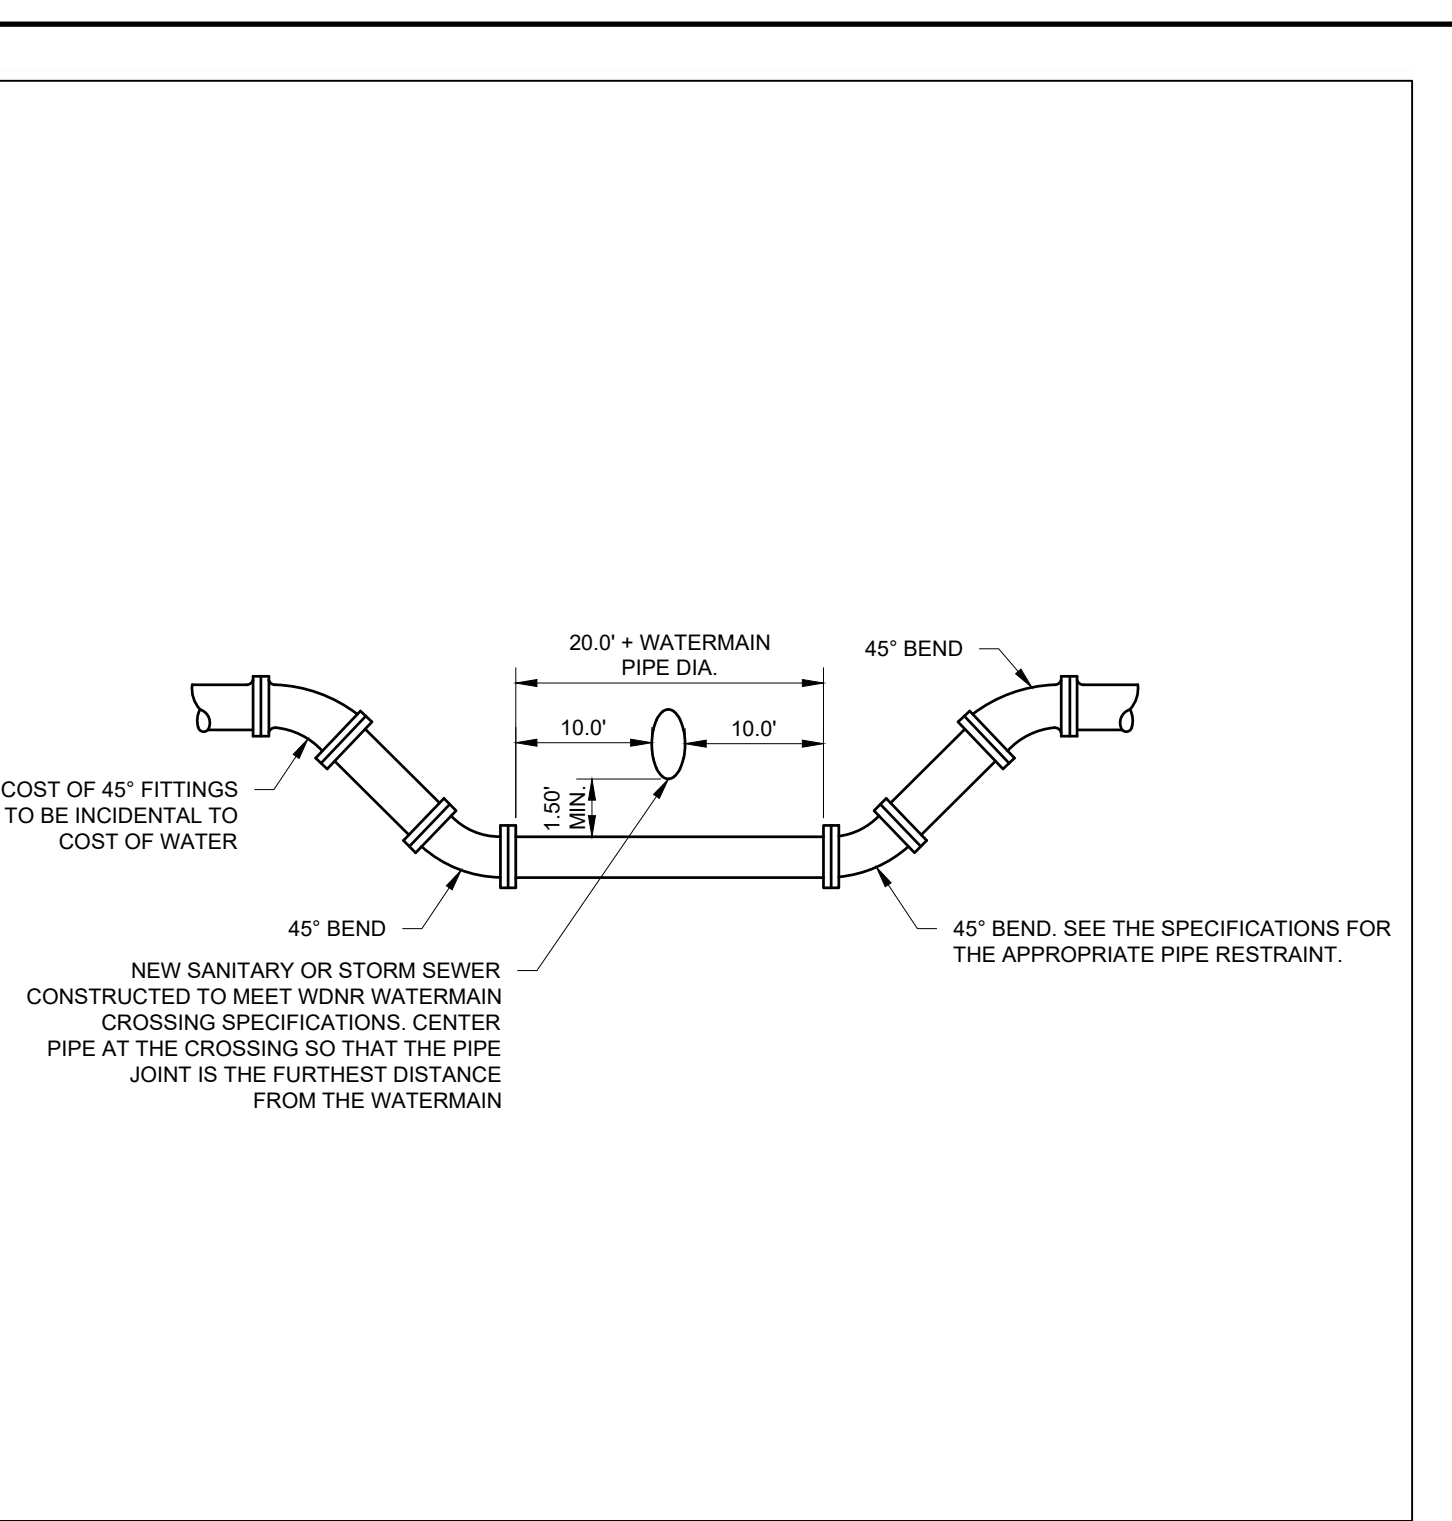 20.0' + WATERMAIN
PIPE DIA.
45° BEND
10.0'
10.0'
1.50'
MIN.
COST OF 45° FITTINGS
TO BE INCIDENTAL TO
COST OF WATER
45° BEND
45° BEND. SEE THE SPECIFICATIONS FOR
THE APPROPRIATE PIPE RESTRAINT.
NEW SANITARY OR STORM SEWER
CONSTRUCTED TO MEET WDNR WATERMAIN
CROSSING SPECIFICATIONS. CENTER
PIPE AT THE CROSSING SO THAT THE PIPE
JOINT IS THE FURTHEST DISTANCE
FROM THE WATERMAIN